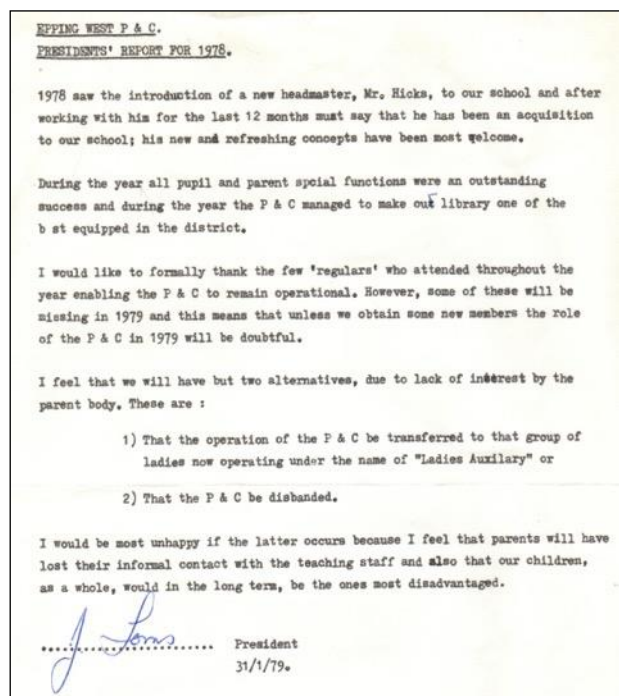 EPPING WEST P & C.
PRESIDENTS' REPORT FOR 1978.
1978 saw the introduction of a new headmaster, Mr. Hicks, to our school and after
working with him for the last 12 months must say that he has been an acquisition
to our school; his new and refreshing concepts have been most welcome.
During the year all pupil and parent social functions were an outstanding
success and during the year the P & C managed to make our library one of the
b st equipped in the district.
I would like to formally thank the few 'regulars' who attended throughout the
year enabling the P & C to remain operational. However, some of these will be
missing in 1979 and this means that unless we obtain some new members the role
of the P & C in 1979 will be doubtful.
I feel that we will have but two alternatives, due to lack of interest by the
parent body. These are :
1) That the operation of the P & C be transferred to that group of
ladies now operating under the name of "Ladies Auxilary" or
2) That the P & C be disbanded.
I would be most unhappy if the latter occurs because I feel that parents will have
lost their informal contact with the teaching staff and also that our children,
as a whole, would in the long term, be the ones most disadvantaged.
J .................... President
31/1/79.